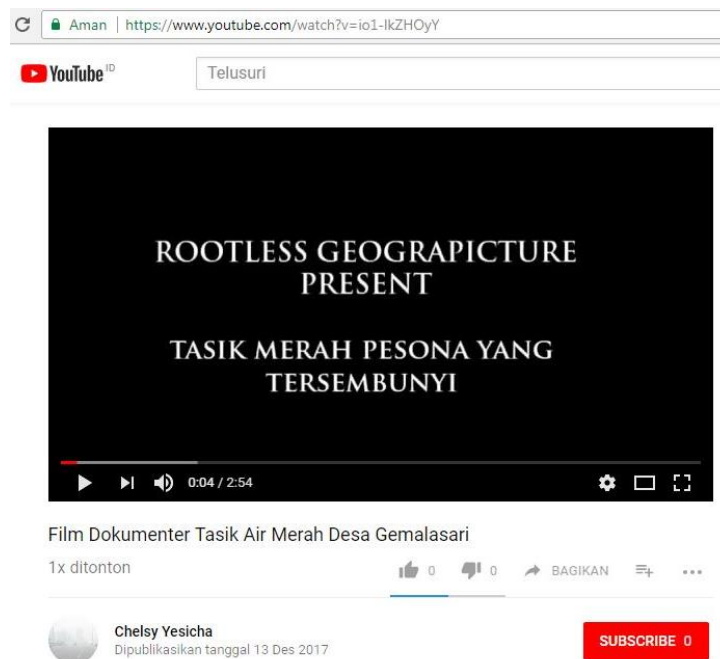 Aman | https://www.youtube.com/watch?v=io1-lkZHOyY
YouTube ID
Telusuri
ROOTLESS GEOGRAPICTURE
PRESENT
TASIK MERAH PESONA YANG
TERSEMBUNYI
0:04 / 2:54
Film Dokumenter Tasik Air Merah Desa Gemalasari
1x ditonton
0 0 BAGIKAN
Chelsy Yesicha
Dipublikasikan tanggal 13 Des 2017
SUBSCRIBE 0